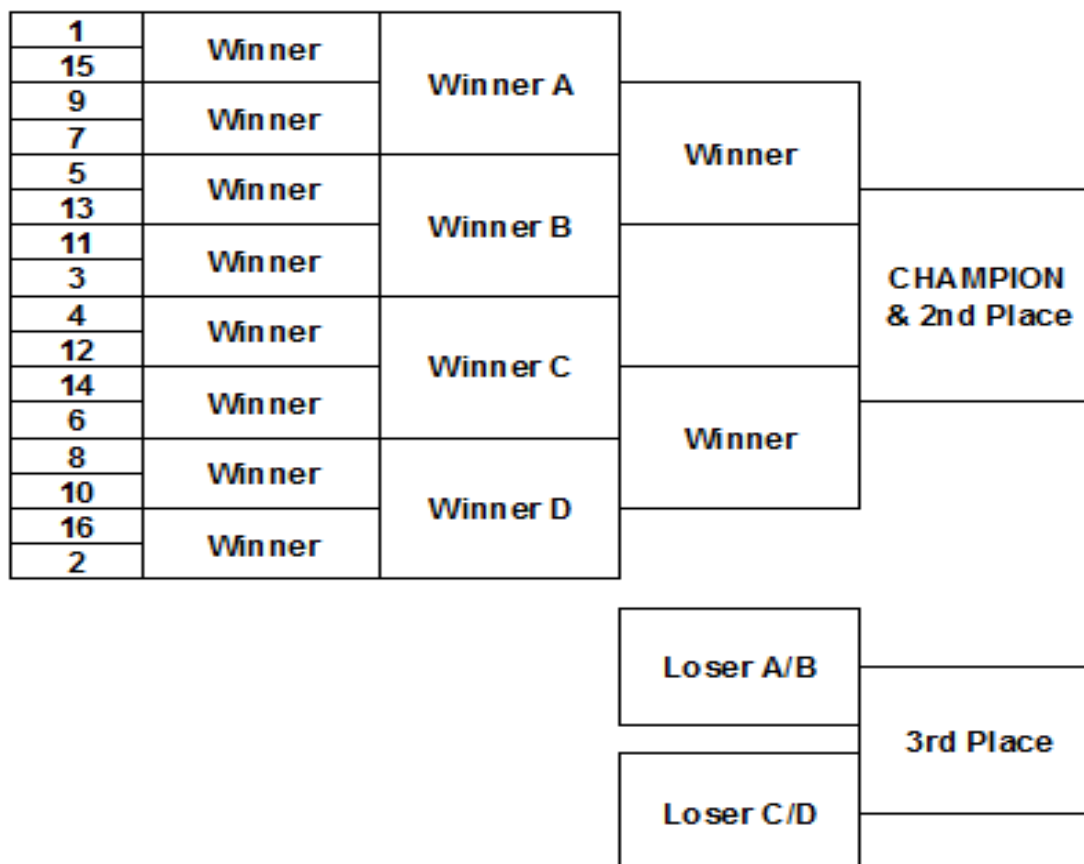 1
15
9
7
5
13
11
3
4
12
14
6
8
10
16
2
Winner
Winner
Winner
Winner
Winner
Winner
Winner
Winner
Winner A
Winner B
Winner C
Winner D
Winner
Winner
CHAMPION
& 2nd Place
Loser A/B
Loser C/D
3rd Place